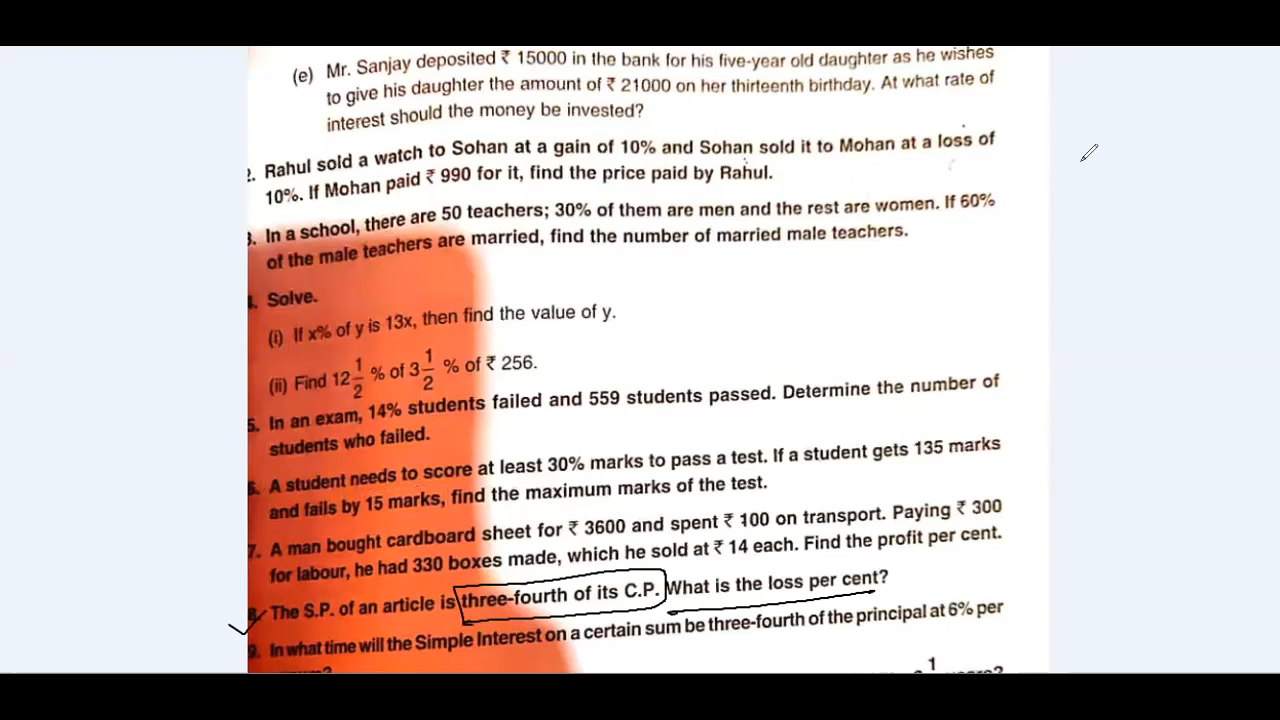 (e) Mr. Sanjay deposited ₹ 15000 in the bank for his five-year old daughter as he wishes
to give his daughter the amount of ₹ 21000 on her thirteenth birthday. At what rate of
interest should the money be invested?
2. Rahul sold a watch to Sohan at a gain of 10% and Sohan sold it to Mohan at a loss of
10%. If Mohan paid ₹ 990 for it, find the price paid by Rahul.
3. In a school, there are 50 teachers; 30% of them are men and the rest are women. If 60%
of the male teachers are married, find the number of married male teachers.
Solve.
(i) If x% of y is 13x, then find the value of y.
(ii) Find 12 1/2 % of 3 1/2 % of ₹ 256.
5. In an exam, 14% students failed and 559 students passed. Determine the number of
students who failed.
6. A student needs to score at least 30% marks to pass a test. If a student gets 135 marks
and fails by 15 marks, find the maximum marks of the test.
7. A man bought cardboard sheet for ₹ 3600 and spent ₹ 100 on transport. Paying ₹ 300
for labour, he had 330 boxes made, which he sold at ₹ 14 each. Find the profit per cent.
8. The S.P. of an article is three-fourth of its C.P. What is the loss per cent?
9. In what time will the Simple Interest on a certain sum be three-fourth of the principal at 6% per